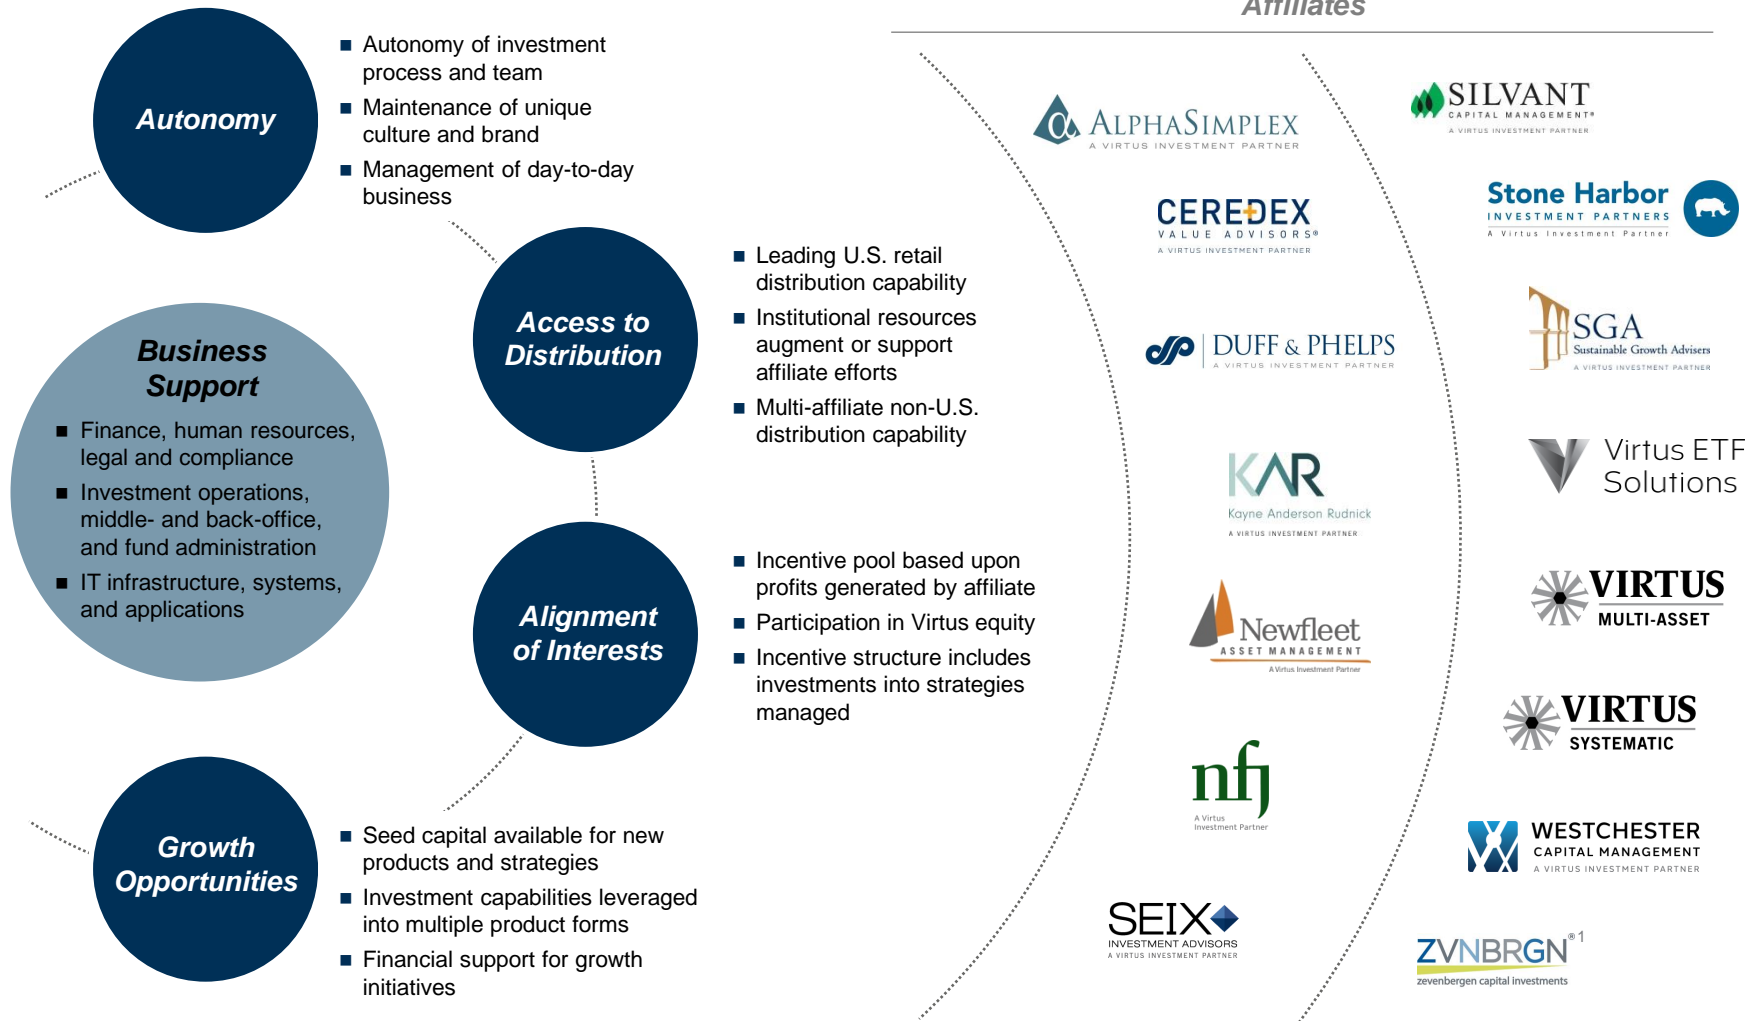 Affiliates
Autonomy
Autonomy of investment
process and team
Maintenance of unique
culture and brand
Management of day-to-day
business
Access to
Distribution
Leading U.S. retail
distribution capability
Institutional resources
augment or support
affiliate efforts
Multi-affiliate non-U.S.
distribution capability
Business
Support
Finance, human resources,
legal and compliance
Investment operations,
middle- and back-office,
and fund administration
IT infrastructure, systems,
and applications
Alignment
of Interests
Incentive pool based upon
profits generated by affiliate
Participation in Virtus equity
Incentive structure includes
investments into strategies
managed
Growth
Opportunities
Seed capital available for new
products and strategies
Investment capabilities leveraged
into multiple product forms
Financial support for growth
initiatives
ALPHASIMPLEX
A VIRTUS INVESTMENT PARTNER
CEREDEX
VALUE ADVISORS®
A VIRTUS INVESTMENT PARTNER
DUFF & PHELPS
A VIRTUS INVESTMENT PARTNER
KAR
Kayne Anderson Rudnick
A VIRTUS INVESTMENT PARTNER
Newfleet
ASSET MANAGEMENT
A Virtus Investment Partner
nfj
A Virtus
Investment Partner
SEIX
INVESTMENT ADVISORS
A VIRTUS INVESTMENT PARTNER
SILVANT
CAPITAL MANAGEMENT®
A VIRTUS INVESTMENT PARTNER
Stone Harbor
INVESTMENT PARTNERS
A Virtus Investment Partner
SGA
Sustainable Growth Advisers
A VIRTUS INVESTMENT PARTNER
Virtus ETF
Solutions
VIRTUS
MULTI-ASSET
VIRTUS
SYSTEMATIC
WESTCHESTER
CAPITAL MANAGEMENT
A VIRTUS INVESTMENT PARTNER
ZVNBRGN®1
zevenbergen capital investments